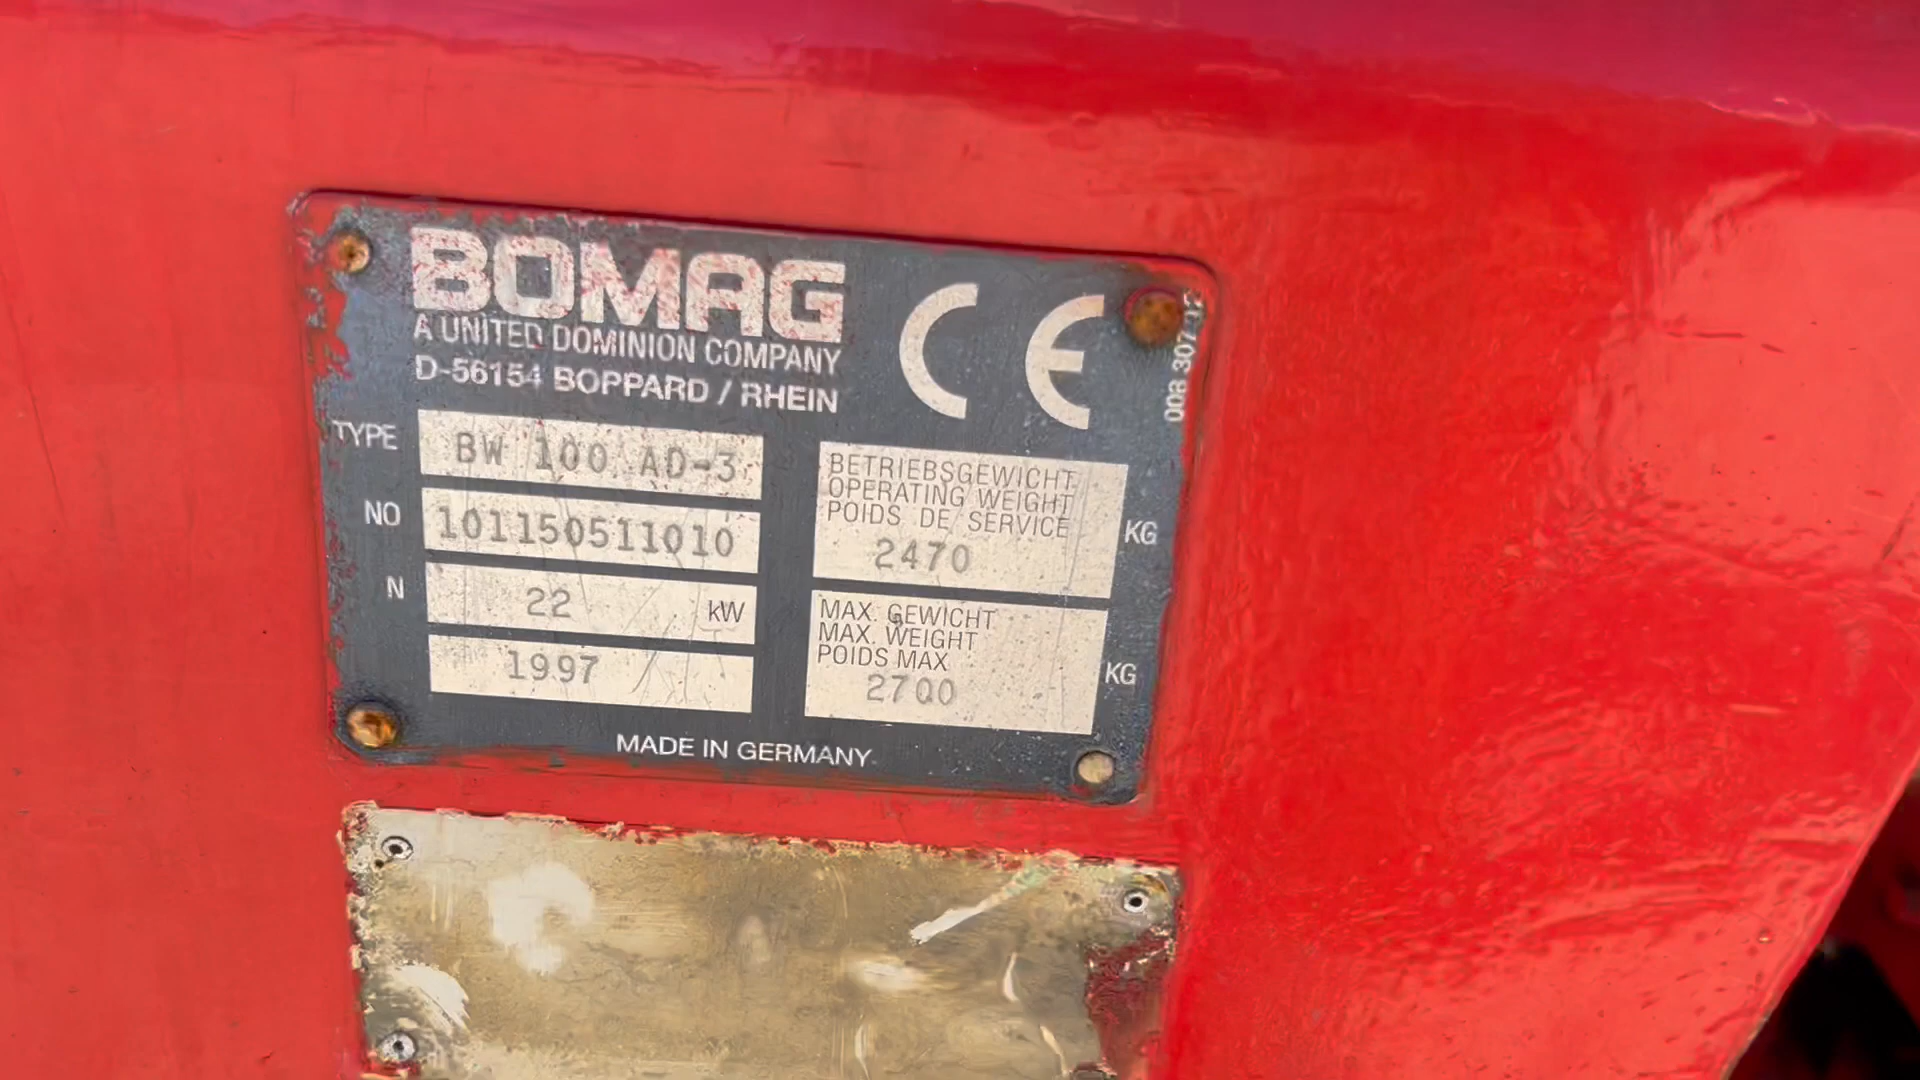 BOMAG
A UNITED DOMINION COMPANY
D-56154 BOPPARD / RHEIN
CE
008 307
TYPE BW 100 AD-3
NO 101150511010
N 22 kW
1997
BETRIEBSGEWICHT
OPERATING WEIGHT
POIDS DE SERVICE
2470 KG
MAX. GEWICHT
MAX. WEIGHT
POIDS MAX
2700 KG
MADE IN GERMANY